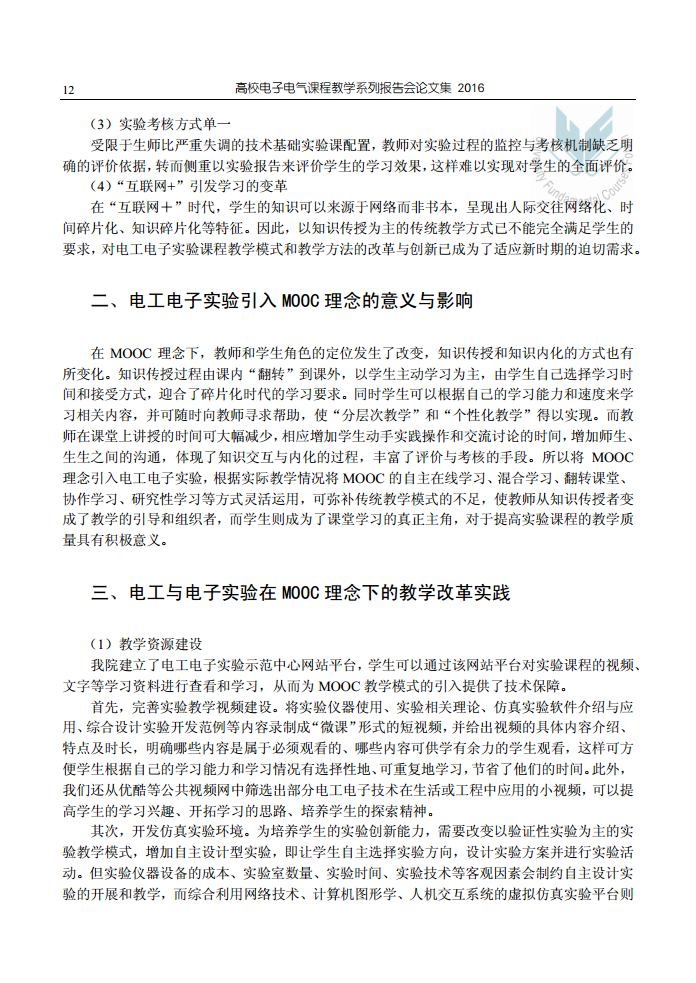 12
高校电子电气课程教学系列报告会论文集 2016
（3）实验考核方式单一
受限于生师比严重失调的技术基础实验课配置，教师对实验过程的监控与考核机制缺乏明
确的评价依据，转而侧重以实验报告来评价学生的学习效果，这样难以实现对学生的全面评价。
（4）“互联网+”引发学习的变革
在“互联网＋”时代，学生的知识可以来源于网络而非书本，呈现出人际交往网络化、时
间碎片化、知识碎片化等特征。因此，以知识传授为主的传统教学方式已不能完全满足学生的
要求，对电工电子实验课程教学模式和教学方法的改革与创新已成为了适应新时期的迫切需求。
二、电工电子实验引入 MOOC 理念的意义与影响
在 MOOC 理念下，教师和学生角色的定位发生了改变，知识传授和知识内化的方式也有
所变化。知识传授过程由课内“翻转”到课外，以学生主动学习为主，由学生自己选择学习时
间和接受方式，迎合了碎片化时代的学习要求。同时学生可以根据自己的学习能力和速度来学
习相关内容，并可随时向教师寻求帮助，使“分层次教学”和“个性化教学”得以实现。而教
师在课堂上讲授的时间可大幅减少，相应增加学生动手实践操作和交流讨论的时间，增加师生、
生生之间的沟通，体现了知识交互与内化的过程，丰富了评价与考核的手段。所以将 MOOC
理念引入电工电子实验，根据实际教学情况将 MOOC 的自主在线学习、混合学习、翻转课堂、
协作学习、研究性学习等方式灵活运用，可弥补传统教学模式的不足，使教师从知识传授者变
成了教学的引导和组织者，而学生则成为了课堂学习的真正主角，对于提高实验课程的教学质
量具有积极意义。
三、电工与电子实验在 MOOC 理念下的教学改革实践
（1）教学资源建设
我院建立了电工电子实验示范中心网站平台，学生可以通过该网站平台对实验课程的视频、
文字等学习资料进行查看和学习，从而为 MOOC 教学模式的引入提供了技术保障。
首先，完善实验教学视频建设。将实验仪器使用、实验相关理论、仿真实验软件介绍与应
用、综合设计实验开发范例等内容录制成“微课”形式的短视频，并给出视频的具体内容介绍、
特点及时长，明确哪些内容是属于必须观看的、哪些内容可供学有余力的学生观看，这样可方
便学生根据自己的学习能力和学习情况有选择性地、可重复地学习，节省了他们的时间。此外，
我们还从优酷等公共视频网中筛选出部分电工电子技术在生活或工程中应用的小视频，可以提
高学生的学习兴趣、开拓学习的思路、培养学生的探索精神。
其次，开发仿真实验环境。为培养学生的实验创新能力，需要改变以验证性实验为主的实
验教学模式，增加自主设计型实验，即让学生自主选择实验方向，设计实验方案并进行实验活
动。但实验仪器设备的成本、实验室数量、实验时间、实验技术等客观因素会制约自主设计实
验的开展和教学，而综合利用网络技术、计算机图形学、人机交互系统的虚拟仿真实验平台则